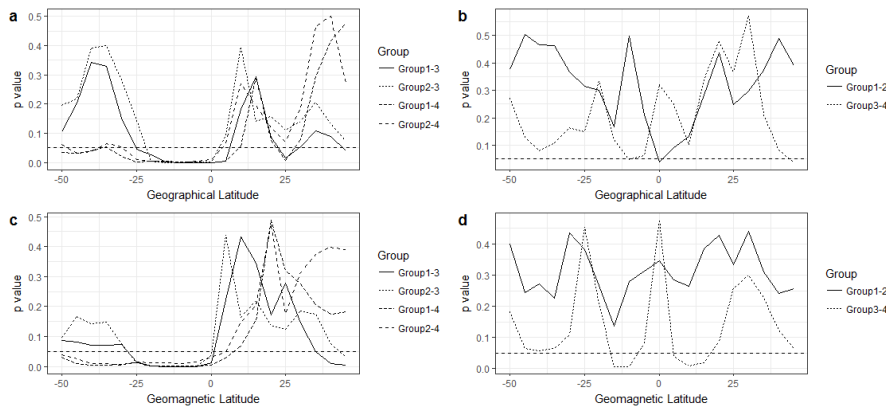 a
0.5
0.4
0.3
0.2
0.1
0.0
p value
-50
-25
0
25
Geographical Latitude
Group
Group1-3
Group2-3
Group1-4
Group2-4
b
0.5
0.4
0.3
0.2
0.1
p value
-50
-25
0
25
Geographical Latitude
Group
Group1-2
Group3-4
c
0.5
0.4
0.3
0.2
0.1
0.0
p value
-50
-25
0
25
Geomagnetic Latitude
Group
Group1-3
Group2-3
Group1-4
Group2-4
d
0.4
0.3
0.2
0.1
0.0
p value
-50
-25
0
25
Geomagnetic Latitude
Group
Group1-2
Group3-4